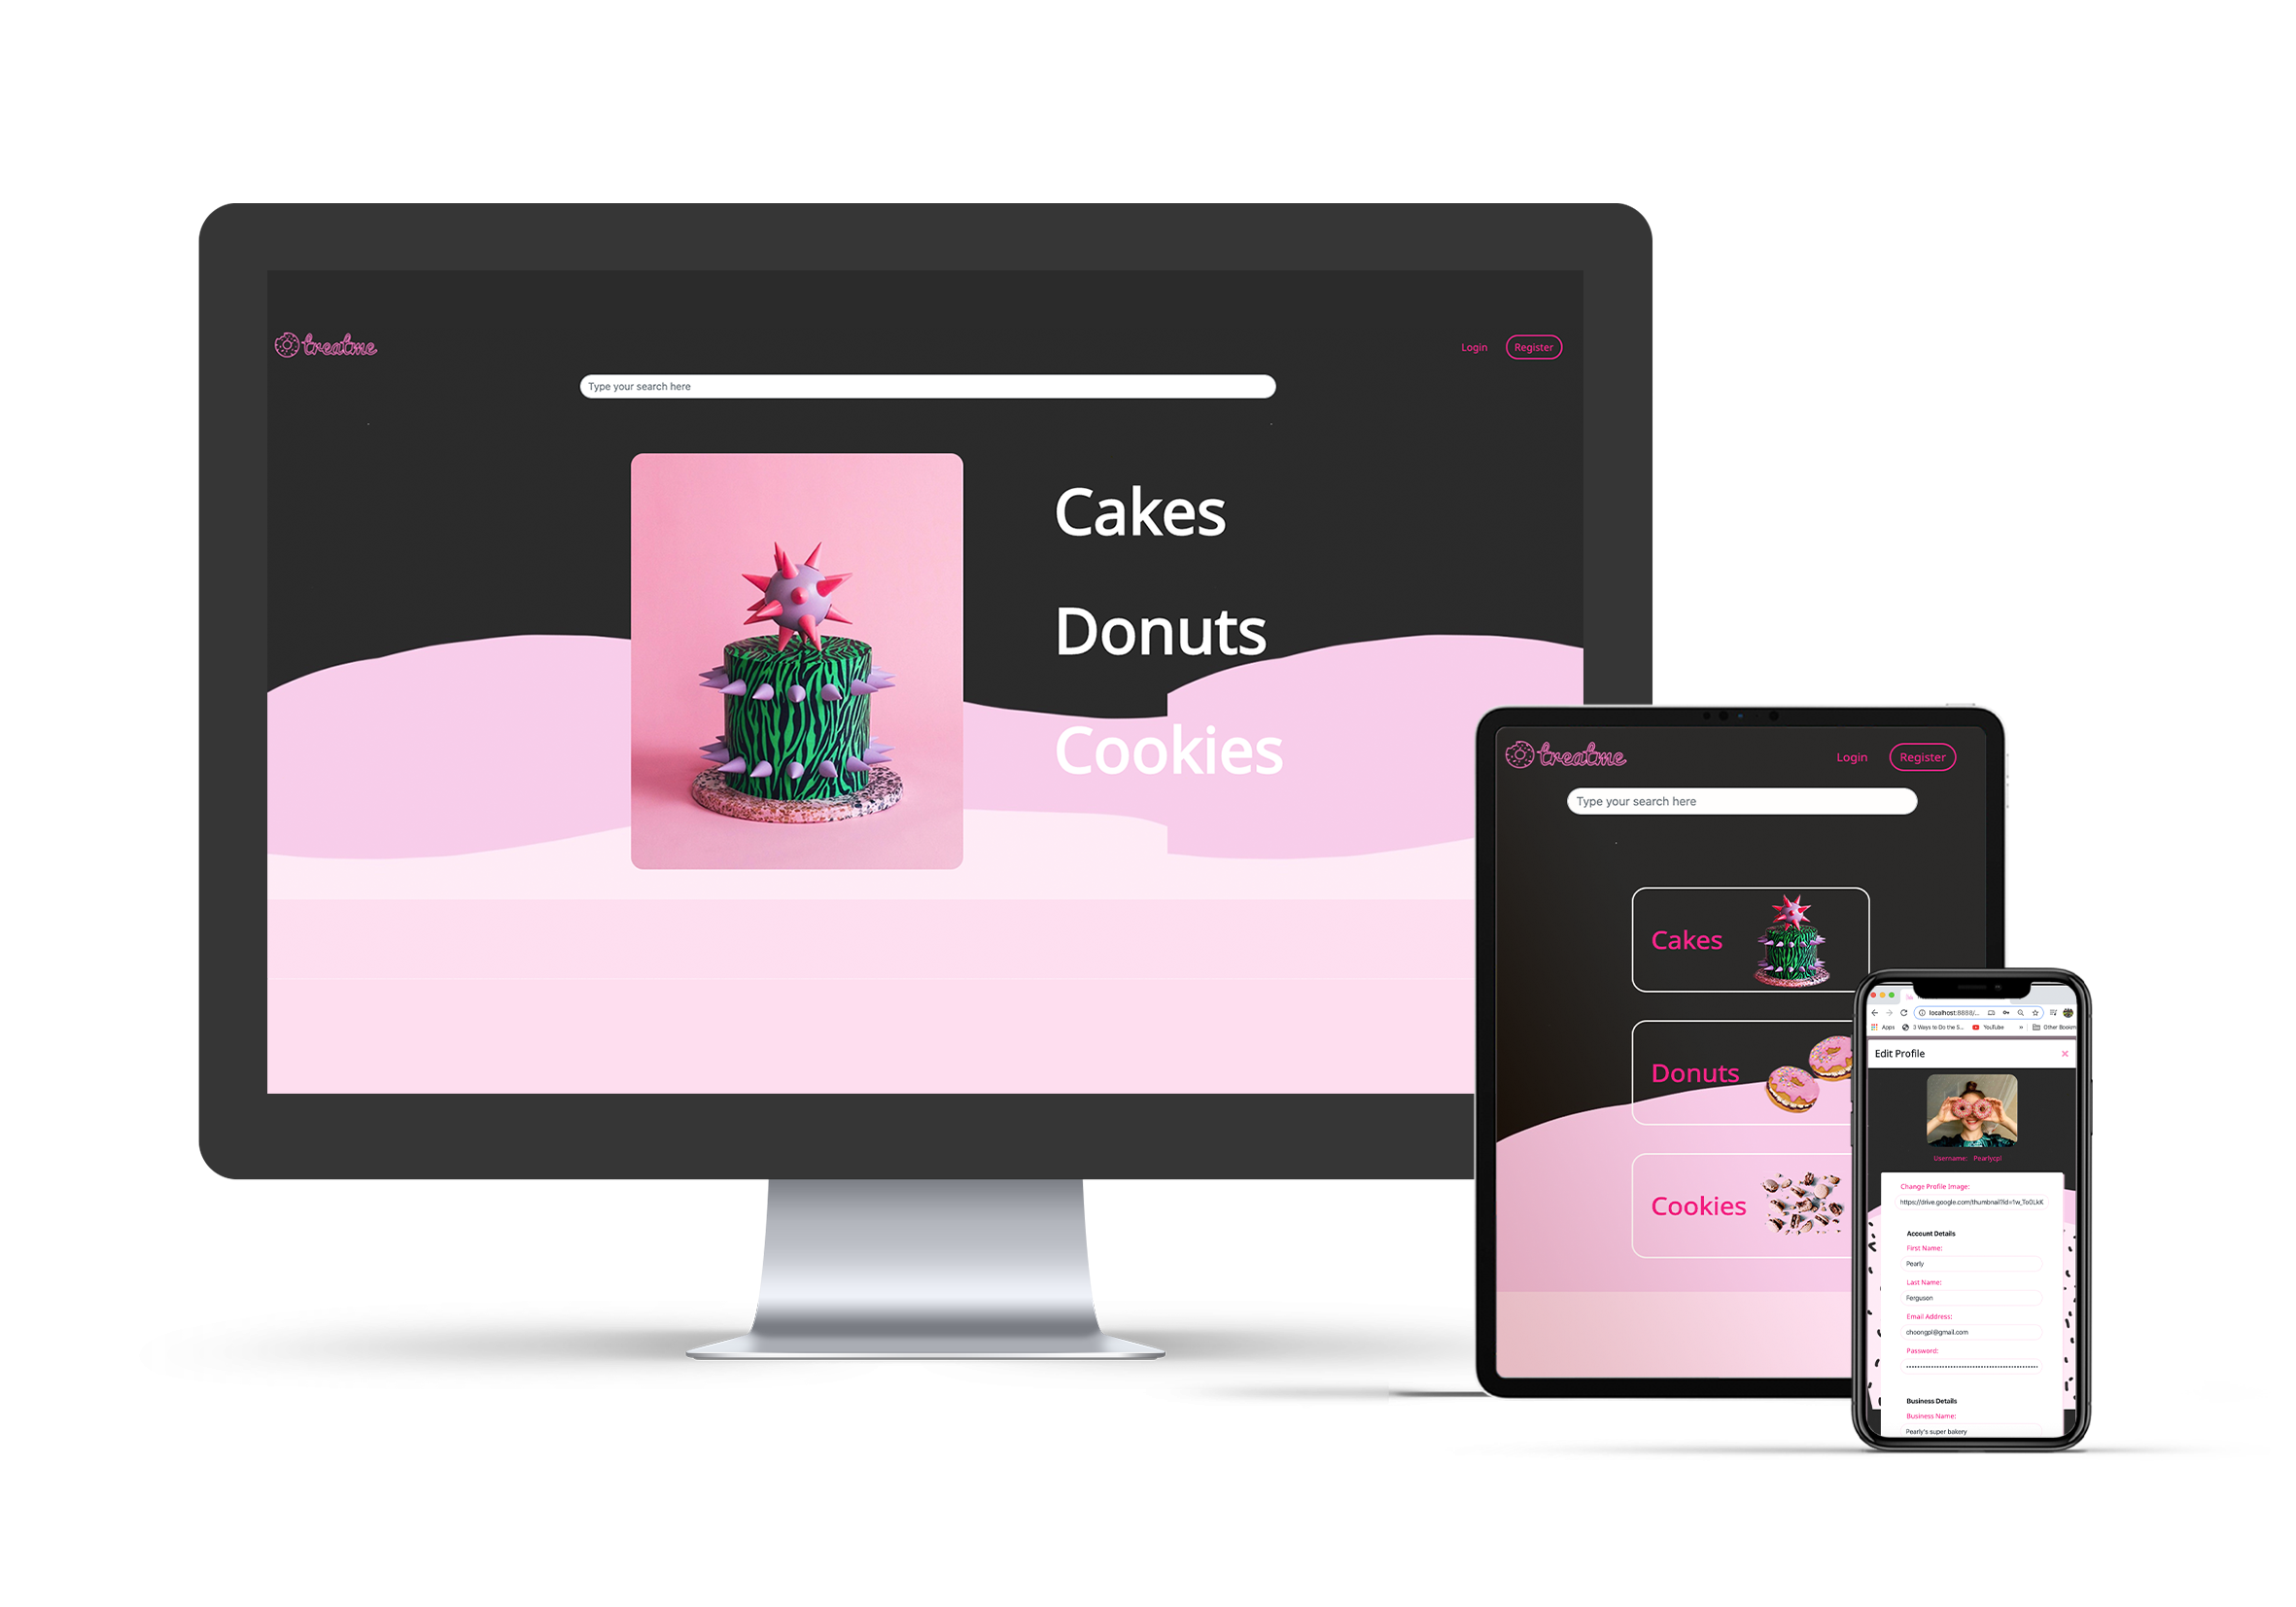 treatme
Login Register
Type your search here
Cakes
Donuts
Cookies
treatme
Login Register
Type your search here
Cakes
Donuts
Cookies
localhost:8888/...
Apps 3 Ways to Do the S... YouTube » Other Bookm
Edit Profile
Username: Pearlycpl
Change Profile Image:
https://drive.google.com/thumbnail?id=1w_To0LkK
Account Details
First Name:
Pearly
Last Name:
Ferguson
Email Address:
choongpl@gmail.com
Password:
Business Details
Business Name:
Pearly's super bakery